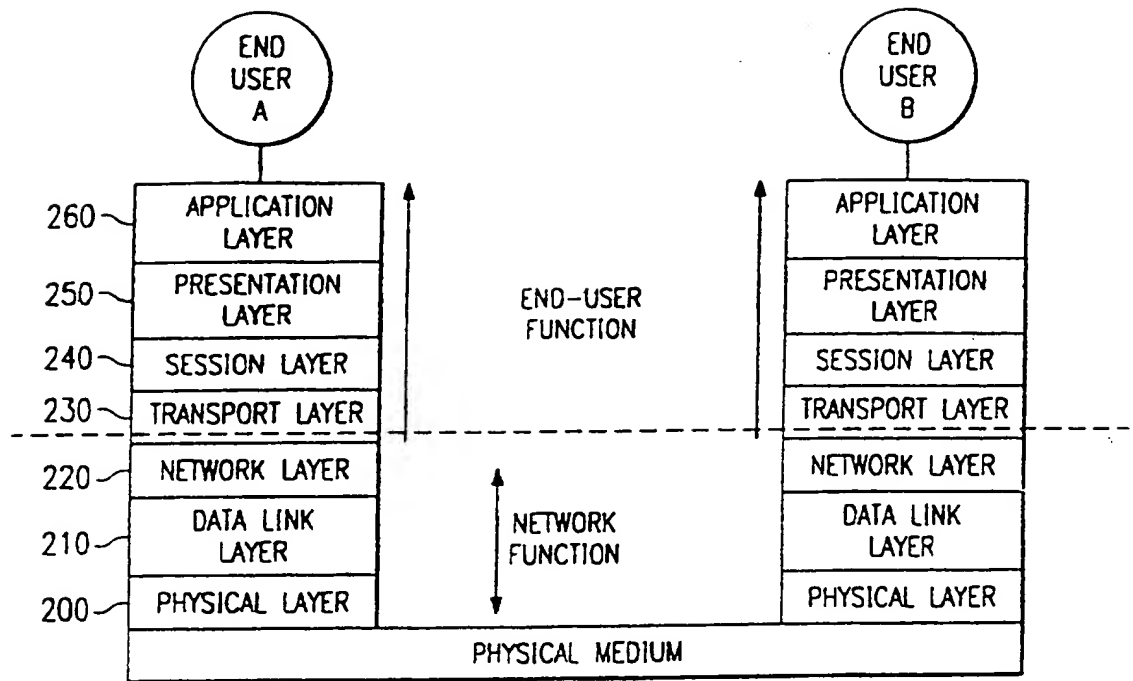 END
USER
A
END
USER
B
260
APPLICATION
LAYER
APPLICATION
LAYER
250
PRESENTATION
LAYER
END-USER
FUNCTION
PRESENTATION
LAYER
240
SESSION LAYER
SESSION LAYER
230
TRANSPORT LAYER
TRANSPORT LAYER
220
NETWORK LAYER
NETWORK LAYER
210
DATA LINK
LAYER
NETWORK
FUNCTION
DATA LINK
LAYER
200
PHYSICAL LAYER
PHYSICAL LAYER
PHYSICAL MEDIUM